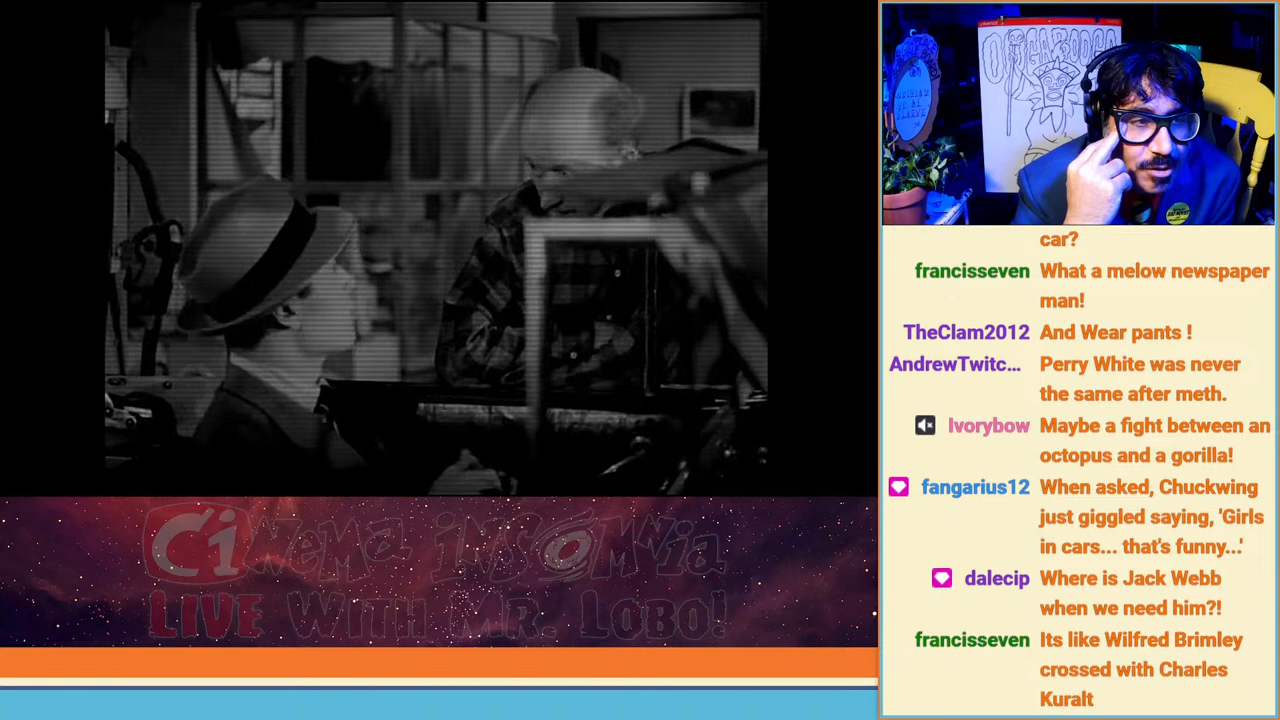 OOGABOOGA
car?
francisseven What a melow newspaper
man!
TheClam2012 And Wear pants !
AndrewTwitc... Perry White was never
the same after meth.
Ivorybow Maybe a fight between an
octopus and a gorilla!
fangarius12 When asked, Chuckwing
just giggled saying, 'Girls
in cars... that's funny...'
dalecip Where is Jack Webb
when we need him?!
francisseven Its like Wilfred Brimley
crossed with Charles
Kuralt
CiNEMA iNSOMNia
LIVE WITH MR. LOBO!